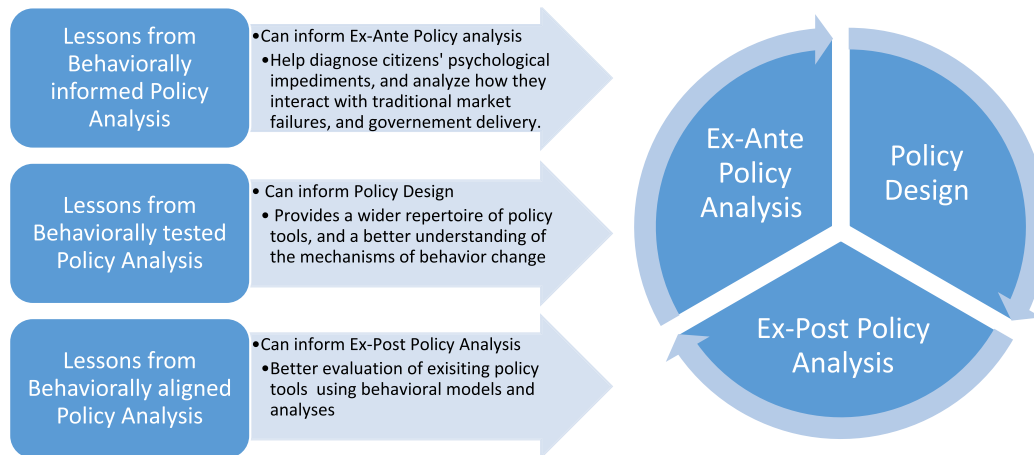 Lessons from
Behaviorally
informed Policy
Analysis
•Can inform Ex-Ante Policy analysis
•Help diagnose citizens' psychological
impediments, and analyze how they
interact with traditional market
failures, and governement delivery.
Lessons from
Behaviorally tested
Policy Analysis
• Can inform Policy Design
• Provides a wider repertoire of policy
tools, and a better understanding of
the mechanisms of behavior change
Lessons from
Behaviorally aligned
Policy Analysis
•Can inform Ex-Post Policy Analysis
•Better evaluation of exisiting policy
tools using behavioral models and
analyses
Ex-Ante
Policy
Analysis
Policy
Design
Ex-Post Policy
Analysis